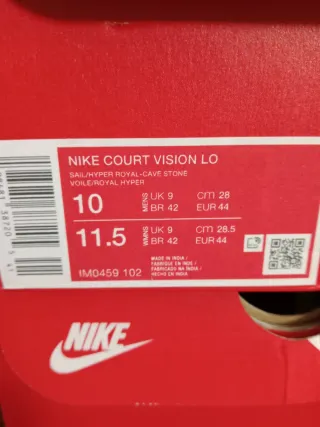 NIKE COURT VISION LO
SAIL/HYPER ROYAL-CAVE STONE
VOILE/ROYAL HYPER
10 MENS UK 9 cm 28
BR 42 EUR 44
11.5 WMNS UK 9 cm 28.5
BR 42 EUR 44
IM0459 102
MADE IN INDIA /
FABRIQUE EN INDE /
FABRICADO NA INDIA /
HECHO EN INDIA
NIKE